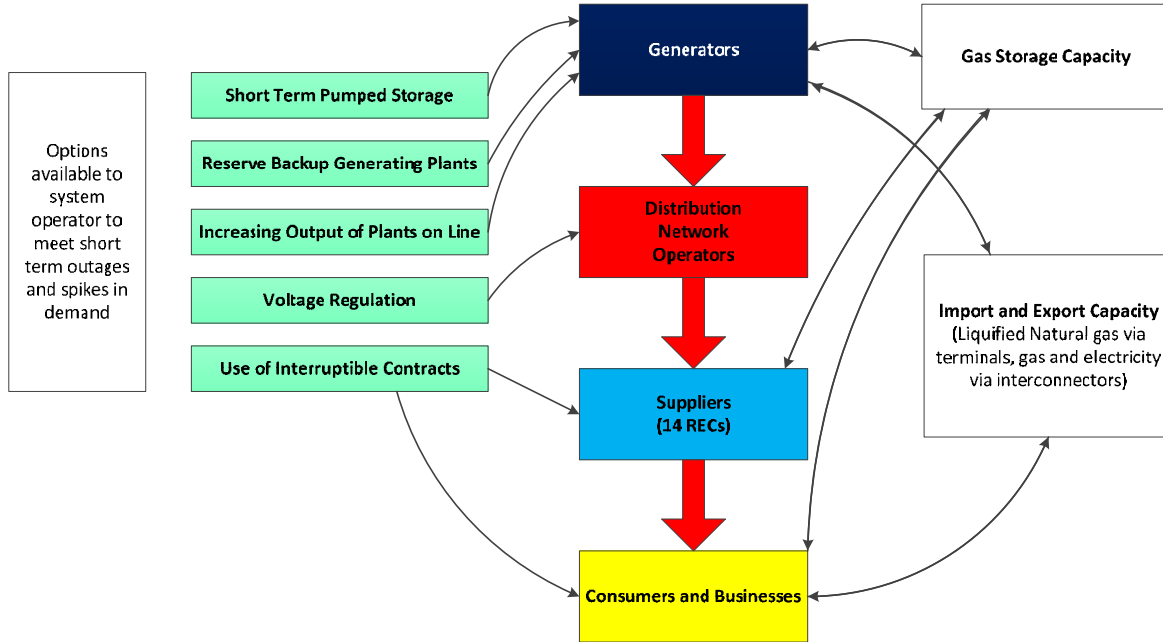 Options
available to
system
operator to
meet short
term outages
and spikes in
demand
Short Term Pumped Storage
Reserve Backup Generating Plants
Increasing Output of Plants on Line
Voltage Regulation
Use of Interruptible Contracts
Generators
Distribution
Network
Operators
Suppliers
(14 RECs)
Consumers and Businesses
Gas Storage Capacity
Import and Export Capacity
(Liquified Natural gas via
terminals, gas and electricity
via interconnectors)